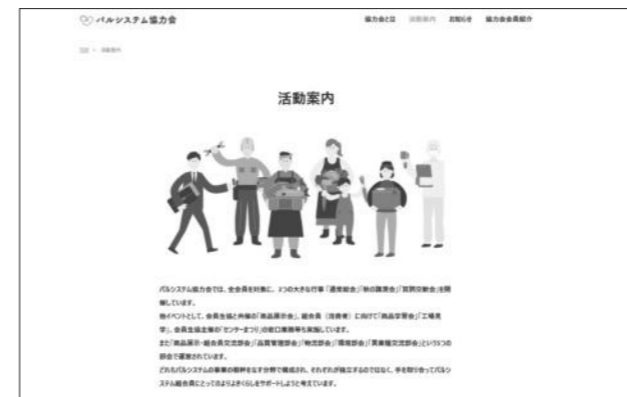 パルシステム協力会
協力会とは 活動案内 お知らせ 協力会会員紹介
TOP > 活動案内
活動案内
パルシステム協力会では、全会員を対象に、3つの大きな行事「通常総会」「秋の講演会」「賀詞交歓会」を開
催しています。
他イベントとして、会員生協と共催の「商品展示会」、組合員（消費者）に向けて「商品学習会」「工場見
学」、会員生協主催の「センターまつり」の窓口業務等も実施しています。
また「商品展示・組合員交流部会」「品質管理部会」「物流部会」「環境部会」「異業種交流部会」という5つの
部会で運営されています。
どれもパルシステムの事業の根幹をなす分野で構成され、それぞれが独立するのではなく、手を取り合ってパルシ
ステム組合員にとってのよりよきくらしをサポートしようと考えています。